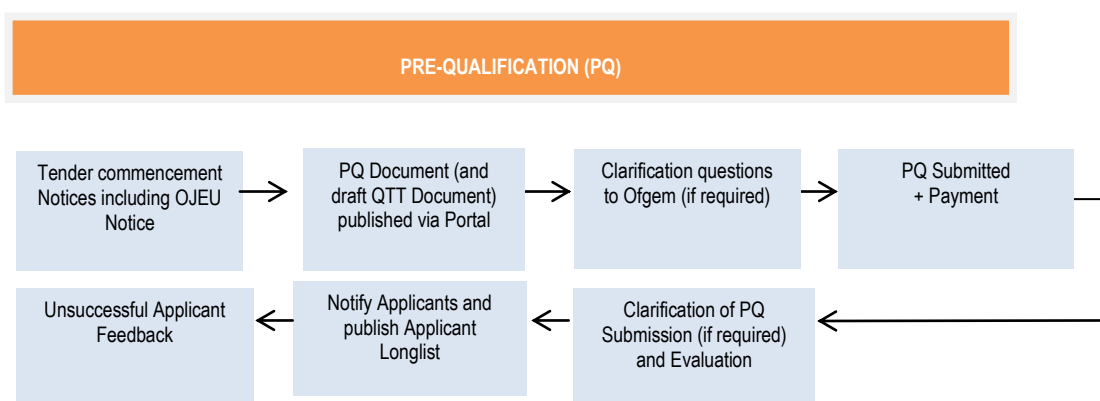 PRE-QUALIFICATION (PQ)
Tender commencement
Notices including OJEU
Notice
PQ Document (and
draft QTT Document)
published via Portal
Clarification questions
to Ofgem (if required)
PQ Submitted
+ Payment
Unsuccessful Applicant
Feedback
Notify Applicants and
publish Applicant
Longlist
Clarification of PQ
Submission (if required)
and Evaluation